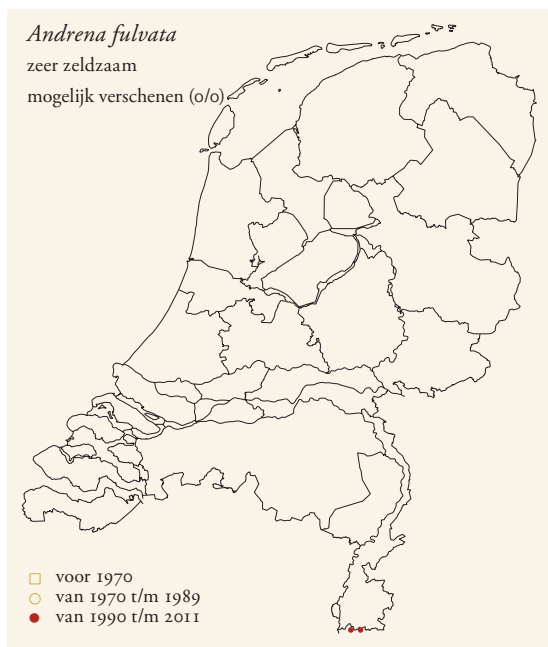 Andrena fulvata
zeer zeldzaam
mogelijk verschenen (0/0)
voor 1970
van 1970 t/m 1989
van 1990 t/m 2011